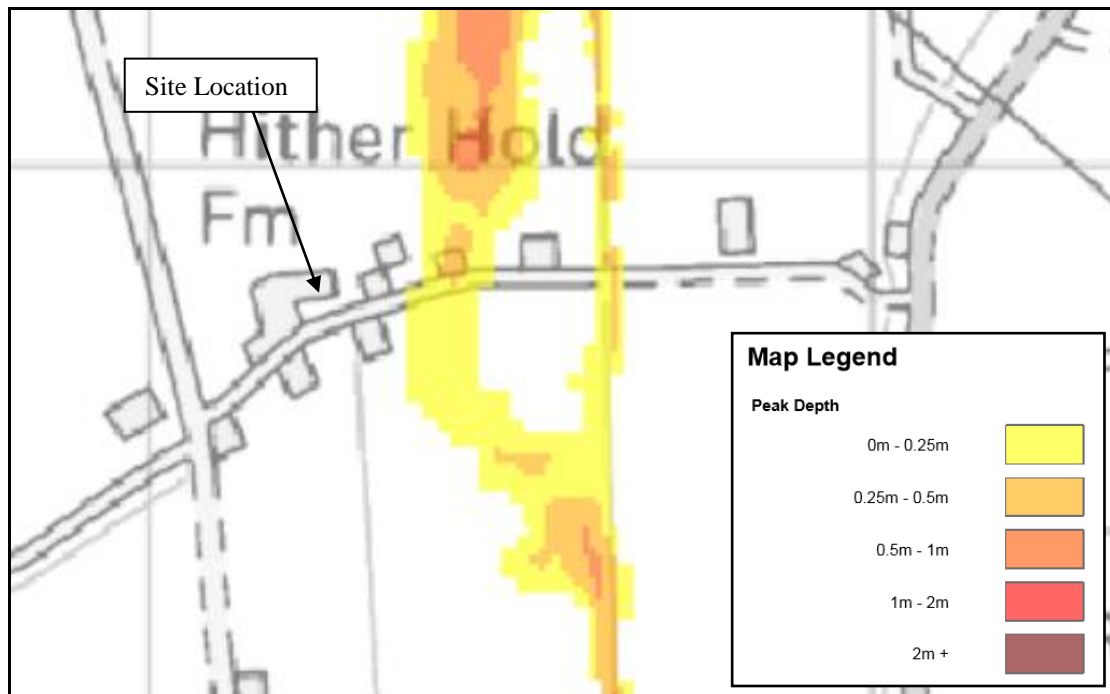 Site Location
Hither Hold
Fm
Map Legend
Peak Depth
0m - 0.25m
0.25m - 0.5m
0.5m - 1m
1m - 2m
2m +